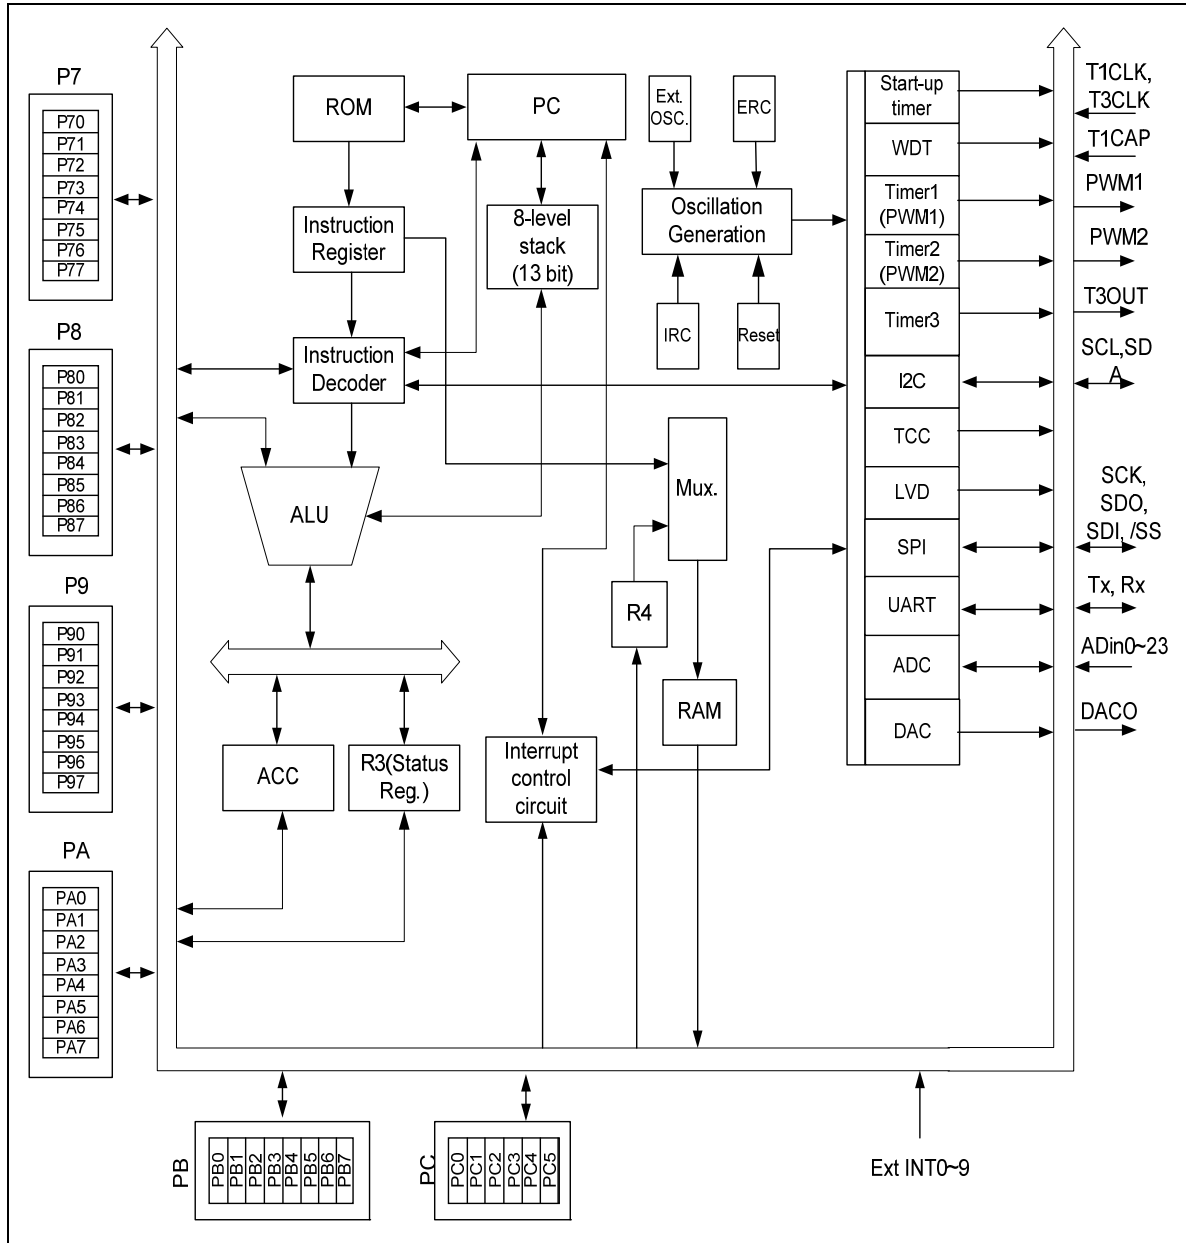 P7
P70
P71
P72
P73
P74
P75
P76
P77
P8
P80
P81
P82
P83
P84
P85
P86
P87
P9
P90
P91
P92
P93
P94
P95
P96
P97
PA
PA0
PA1
PA2
PA3
PA4
PA5
PA6
PA7
ROM
PC
Instruction
Register
8-level
stack
(13 bit)
Instruction
Decoder
ALU
ACC
R3(Status
Reg.)
Interrupt
control
circuit
Ext.
OSC.
ERC
Oscillation
Generation
IRC
Reset
Mux.
R4
RAM
Start-up
timer
WDT
Timer1
(PWM1)
Timer2
(PWM2)
Timer3
I2C
TCC
LVD
SPI
UART
ADC
DAC
T1CLK,
T3CLK
T1CAP
PWM1
PWM2
T3OUT
SCL,SD
A
SCK,
SDO,
SDI, /SS
Tx, Rx
ADin0~23
DACO
PB
PB0
PB1
PB2
PB3
PB4
PB5
PB6
PB7
PC
PC0
PC1
PC2
PC3
PC4
PC5
Ext INT0~9